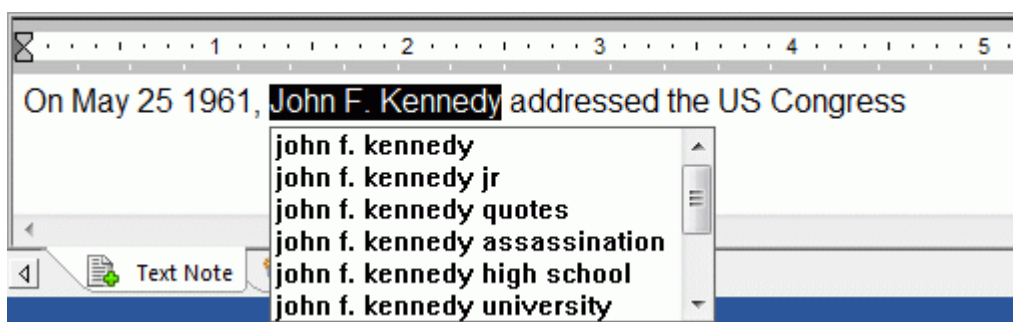 1 2 3 4 5
On May 25 1961, John F. Kennedy addressed the US Congress
john f. kennedy
john f. kennedy jr
john f. kennedy quotes
john f. kennedy assassination
john f. kennedy high school
john f. kennedy university
Text Note